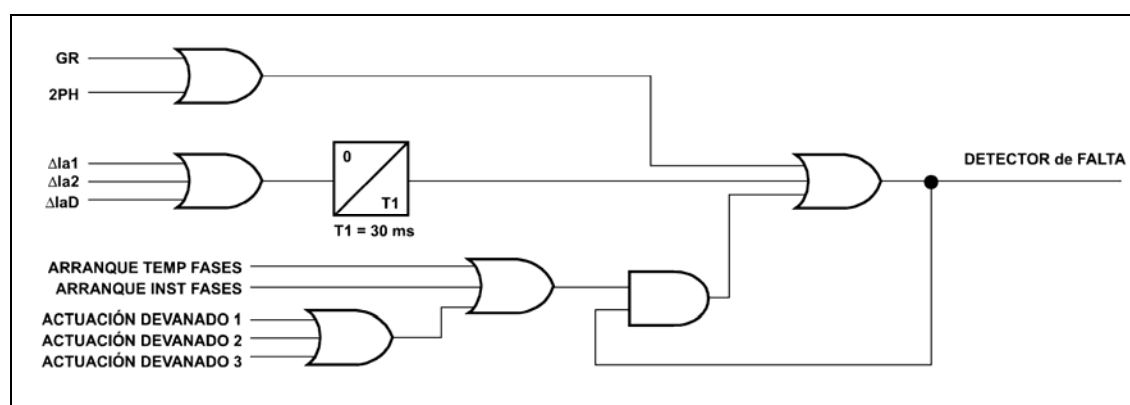 GR
2PH
ΔIa1
ΔIa2
ΔIaD
0
T1
T1 = 30 ms
DETECTOR de FALTA
ARRANQUE TEMP FASES
ARRANQUE INST FASES
ACTUACIÓN DEVANADO 1
ACTUACIÓN DEVANADO 2
ACTUACIÓN DEVANADO 3